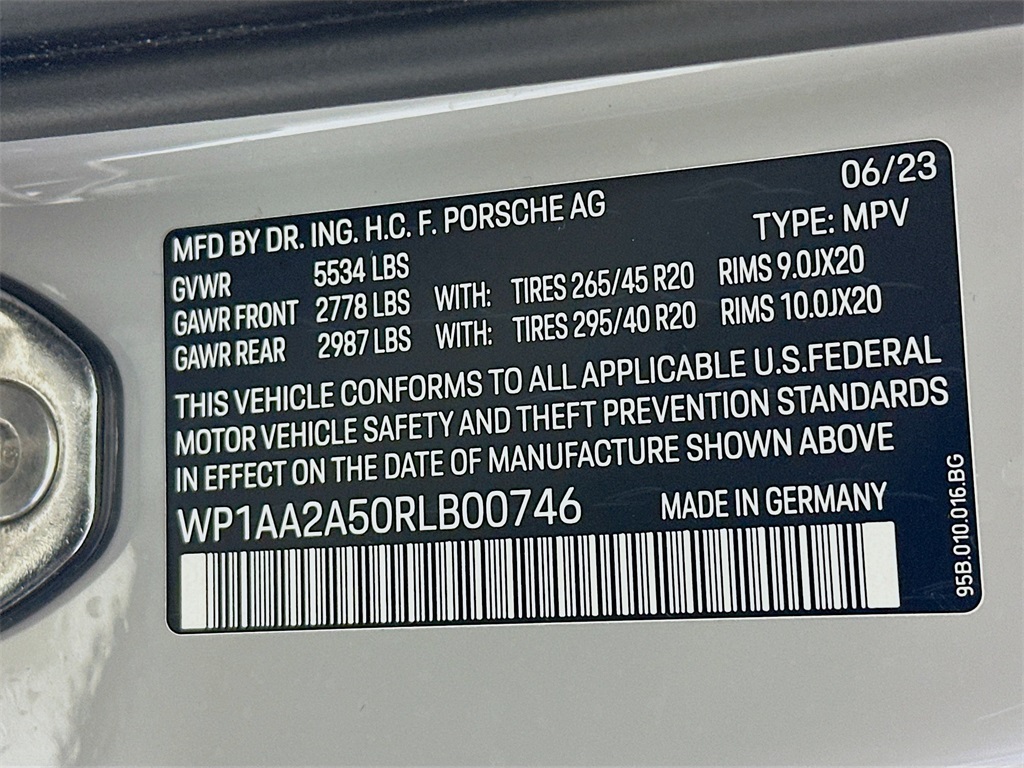 06/23
MFD BY DR. ING. H.C. F. PORSCHE AG TYPE: MPV
GVWR 5534 LBS
GAWR FRONT 2778 LBS WITH: TIRES 265/45 R20 RIMS 9.0JX20
GAWR REAR 2987 LBS WITH: TIRES 295/40 R20 RIMS 10.0JX20
THIS VEHICLE CONFORMS TO ALL APPLICABLE U.S.FEDERAL
MOTOR VEHICLE SAFETY AND THEFT PREVENTION STANDARDS
IN EFFECT ON THE DATE OF MANUFACTURE SHOWN ABOVE
WP1AA2A50RLB00746 MADE IN GERMANY
95B.010.016.BG